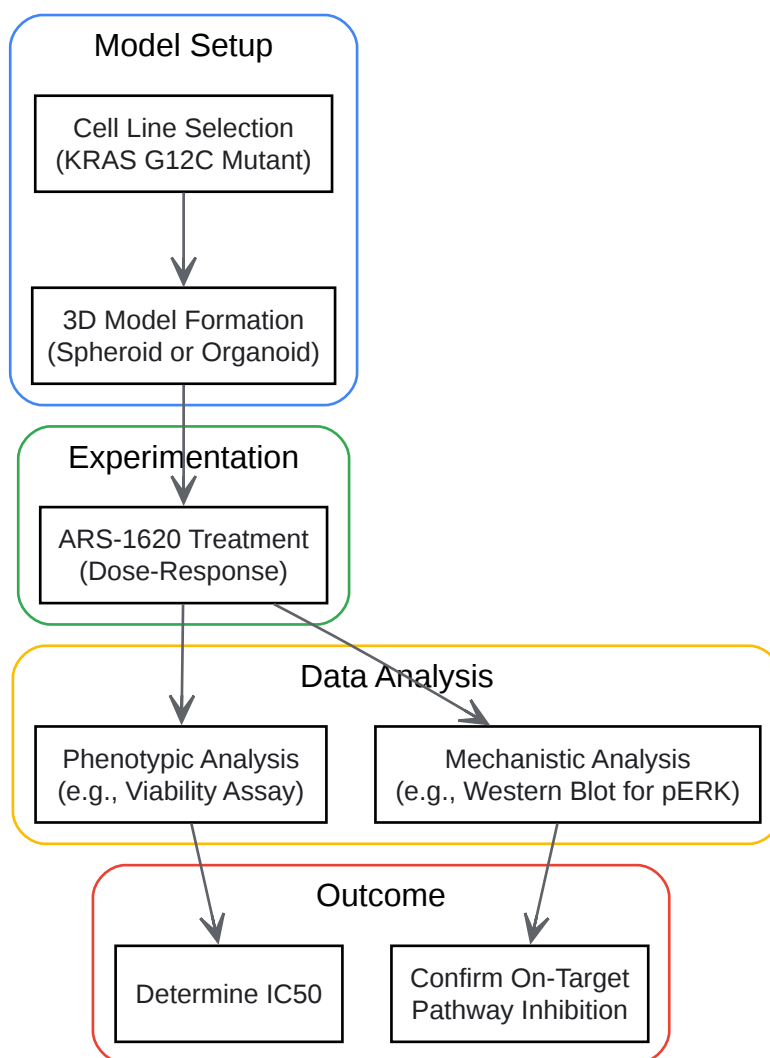 Model Setup
Cell Line Selection
(KRAS G12C Mutant)
3D Model Formation
(Spheroid or Organoid)
Experimentation
ARS-1620 Treatment
(Dose-Response)
Data Analysis
Phenotypic Analysis
(e.g., Viability Assay)
Mechanistic Analysis
(e.g., Western Blot for pERK)
Outcome
Determine IC50
Confirm On-Target
Pathway Inhibition